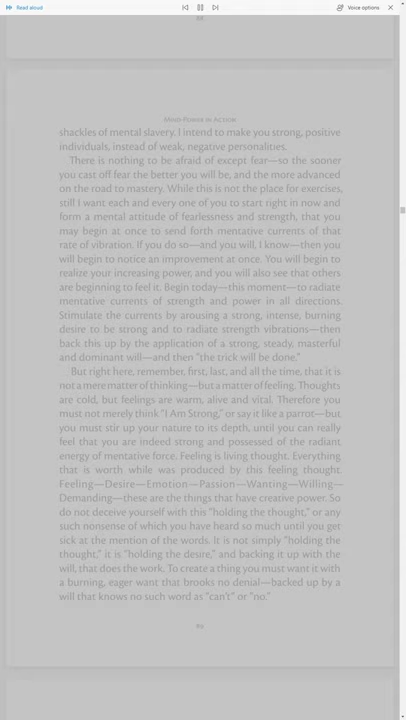 Read aloud
Voice options
88
Mind-Power in Action
shackles of mental slavery. I intend to make you strong, positive
individuals, instead of weak, negative personalities.
There is nothing to be afraid of except fear—so the sooner
you cast off fear the better you will be, and the more advanced
on the road to mastery. While this is not the place for exercises,
still I want each and every one of you to start right in now and
form a mental attitude of fearlessness and strength, that you
may begin at once to send forth mentative currents of that
rate of vibration. If you do so—and you will, I know—then you
will begin to notice an improvement at once. You will begin to
realize your increasing power, and you will also see that others
are beginning to feel it. Begin today—this moment—to radiate
mentative currents of strength and power in all directions.
Stimulate the currents by arousing a strong, intense, burning
desire to be strong and to radiate strength vibrations—then
back this up by the application of a strong, steady, masterful
and dominant will—and then "the trick will be done."
But right here, remember, first, last, and all the time, that it is
not a mere matter of thinking—but a matter of feeling. Thoughts
are cold, but feelings are warm, alive and vital. Therefore you
must not merely think "I Am Strong," or say it like a parrot—but
you must stir up your nature to its depth, until you can really
feel that you are indeed strong and possessed of the radiant
energy of mentative force. Feeling is living thought. Everything
that is worth while was produced by this feeling thought.
Feeling—Desire—Emotion—Passion—Wanting—Willing—
Demanding—these are the things that have creative power. So
do not deceive yourself with this "holding the thought," or any
such nonsense of which you have heard so much until you get
sick at the mention of the words. It is not simply "holding the
thought," it is "holding the desire," and backing it up with the
will, that does the work. To create a thing you must want it with
a burning, eager want that brooks no denial—backed up by a
will that knows no such word as "can't" or "no."
89